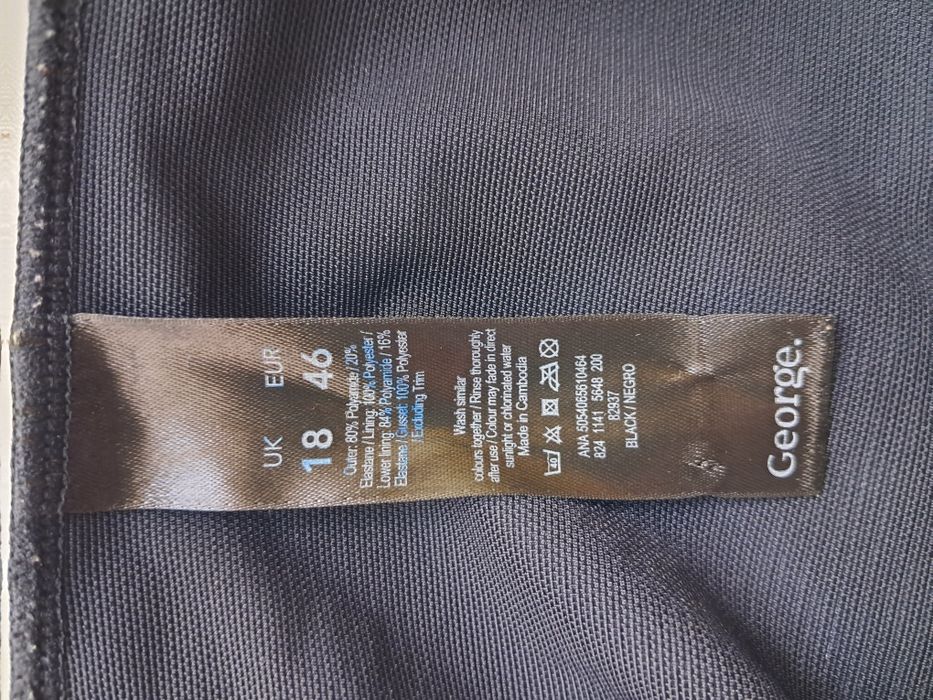 UK EUR
18 46
Outer: 80% Polyamide / 20%
Elastane / Lining: 100% Polyester /
Lower lining: 84% Polyamide / 16%
Elastane / Gusset: 100% Polyester
/ Excluding Trim
Wash similar
colours together / Rinse thoroughly
after use / Colour may fade in direct
sunlight or chlorinated water
Made in Cambodia
40
ANA 5054065610464
824 1141 5648 200
82937
BLACK / NEGRO
George.